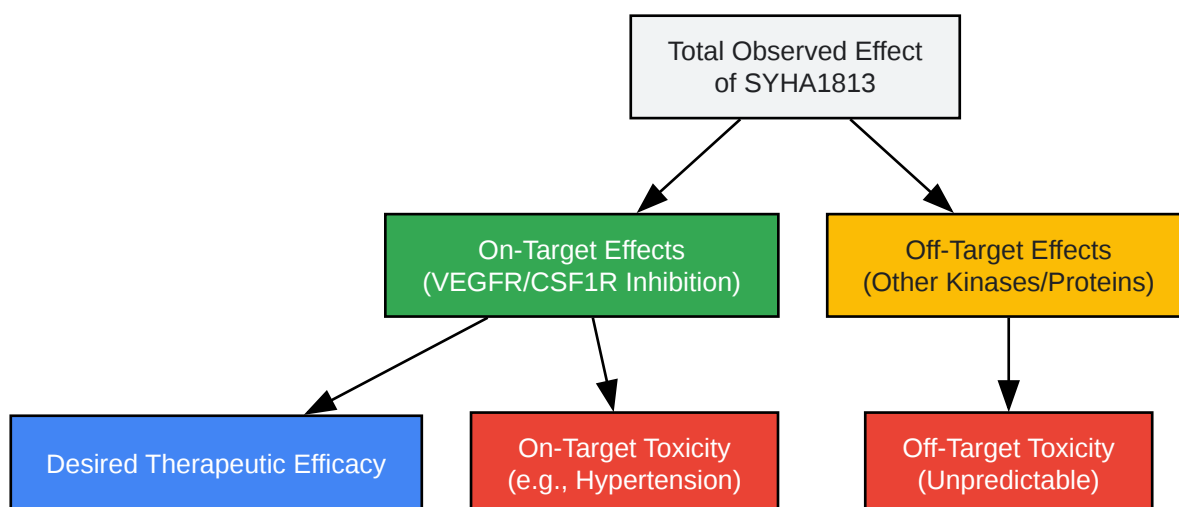 Total Observed Effect
of SYHA1813
On-Target Effects
(VEGFR/CSF1R Inhibition)
Off-Target Effects
(Other Kinases/Proteins)
Desired Therapeutic Efficacy
On-Target Toxicity
(e.g., Hypertension)
Off-Target Toxicity
(Unpredictable)